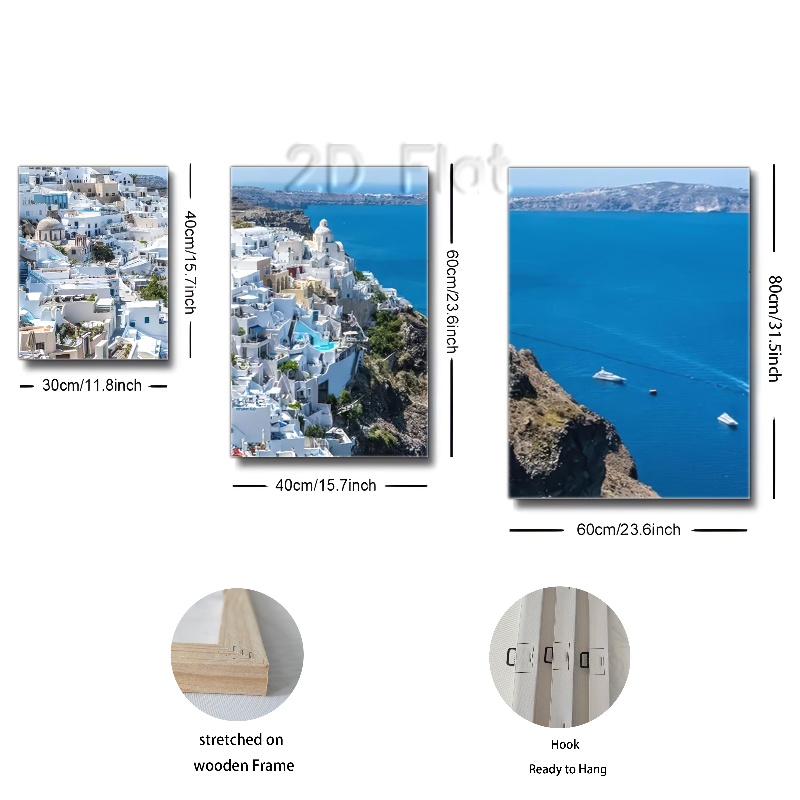 2D Flat
40cm/15.7inch
30cm/11.8inch
60cm/23.6inch
40cm/15.7inch
80cm/31.5inch
60cm/23.6inch
stretched on
wooden Frame
Hook
Ready to Hang